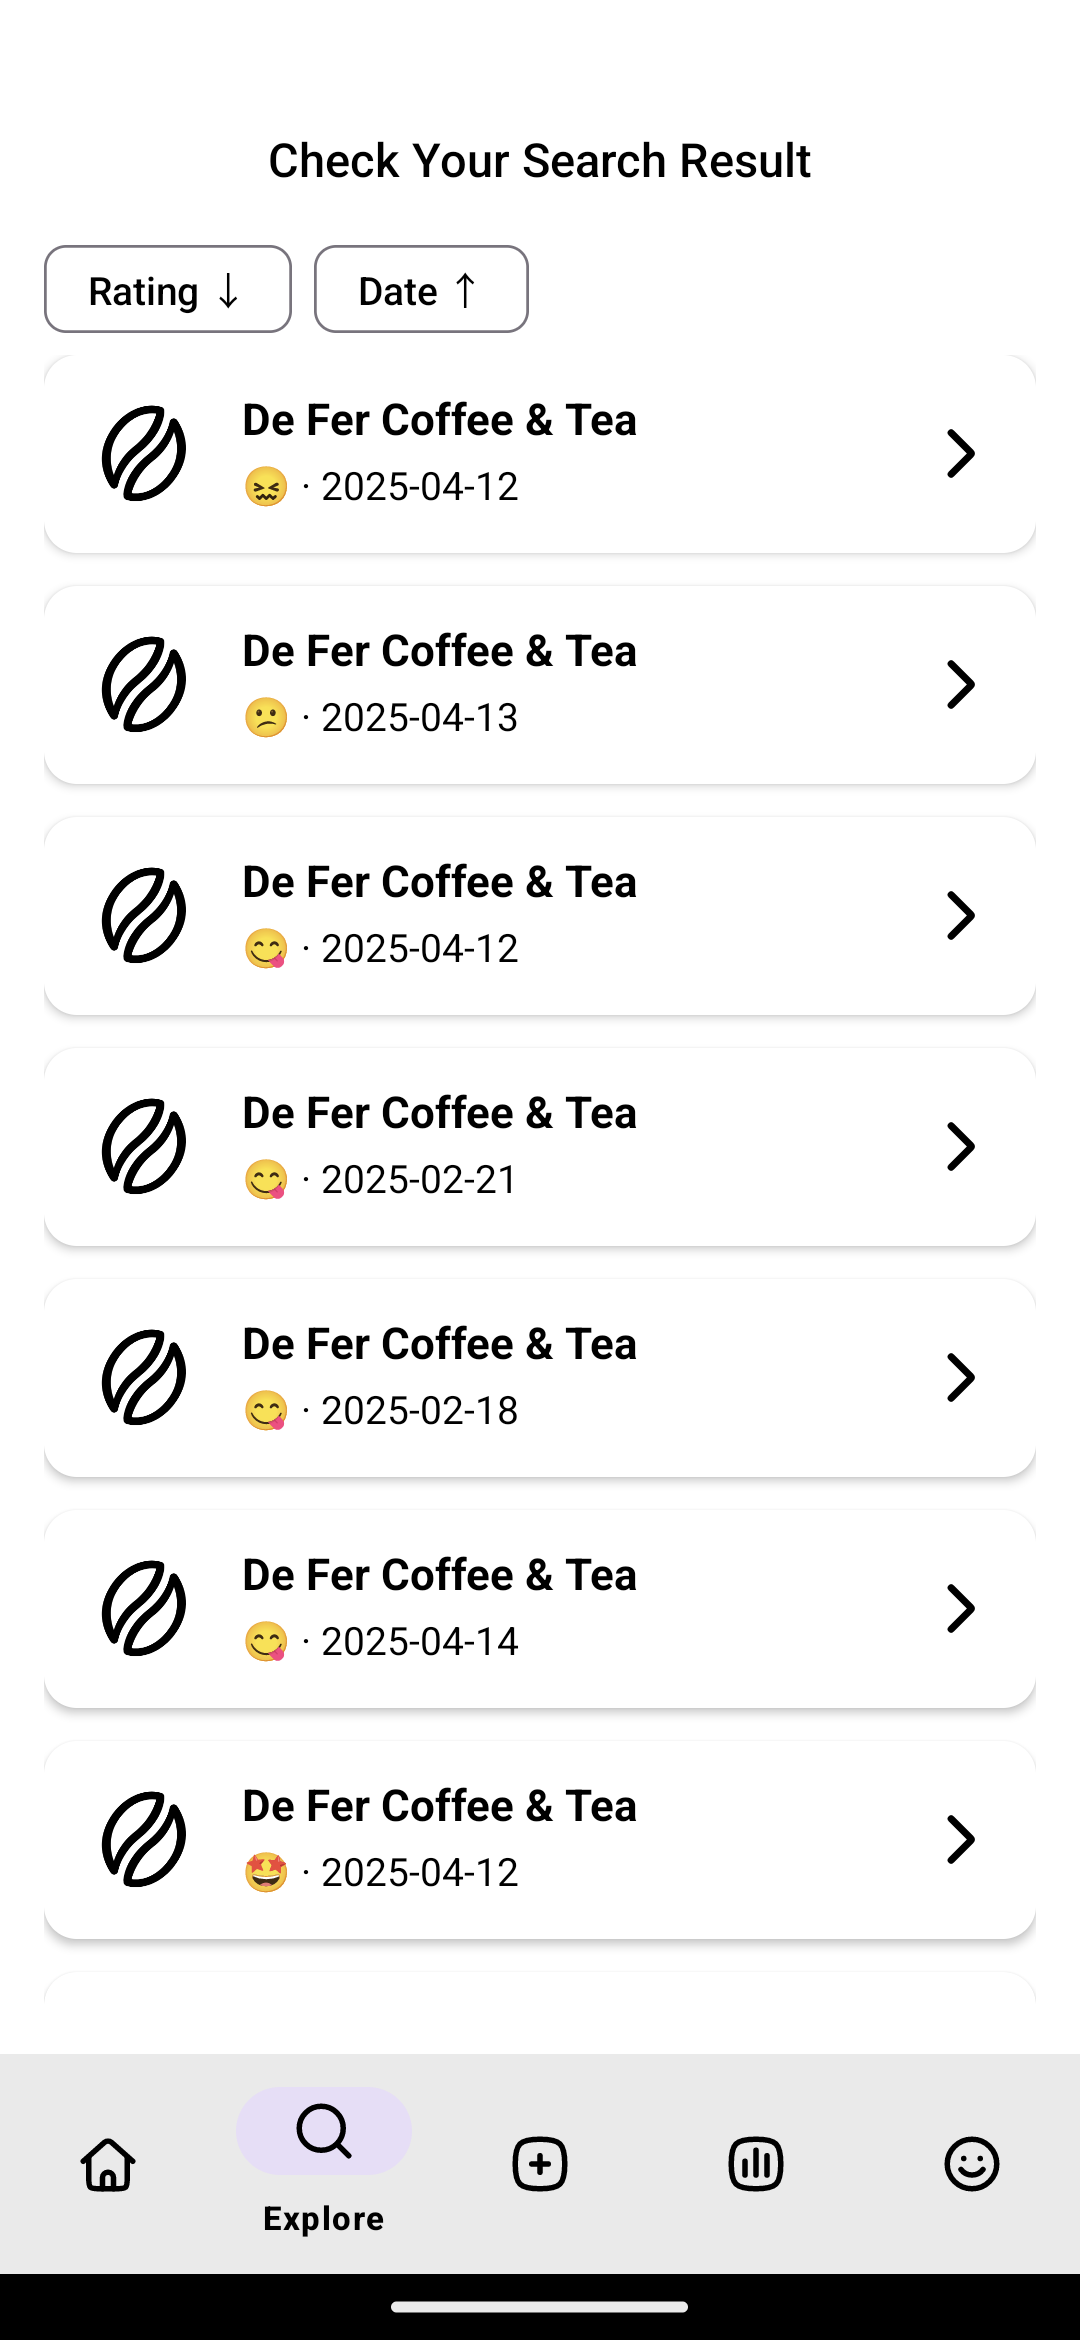 Check Your Search Result
Rating ↓ Date ↑
De Fer Coffee & Tea
😖 · 2025-04-12
De Fer Coffee & Tea
😕 · 2025-04-13
De Fer Coffee & Tea
😋 · 2025-04-12
De Fer Coffee & Tea
😋 · 2025-02-21
De Fer Coffee & Tea
😋 · 2025-02-18
De Fer Coffee & Tea
😋 · 2025-04-14
De Fer Coffee & Tea
🤩 · 2025-04-12
Explore